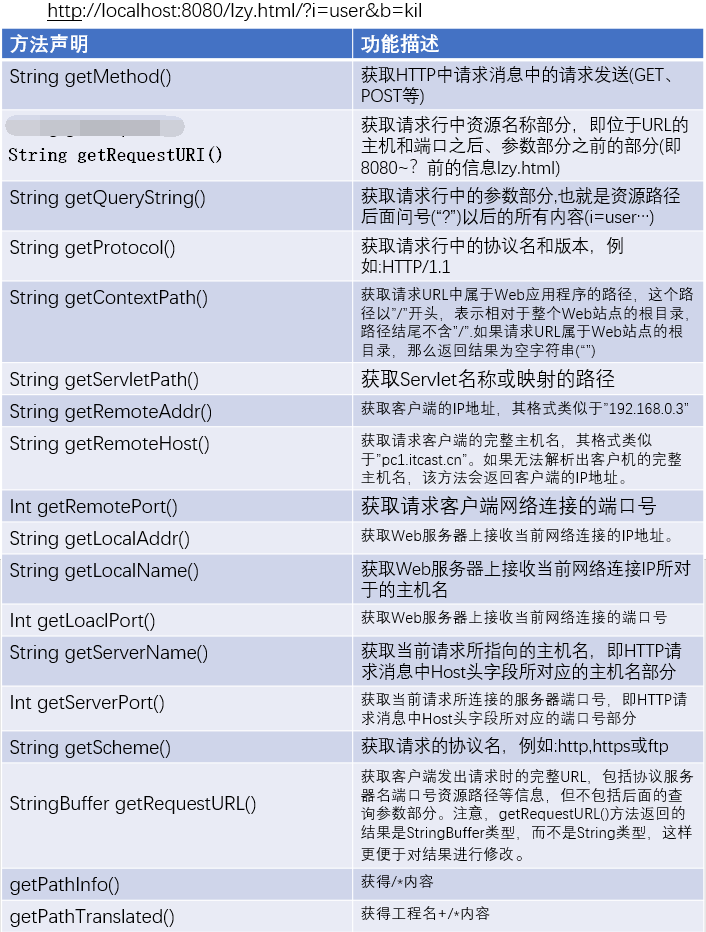 http://localhost:8080/lzy.html/?i=user&b=kil
方法声明 功能描述
String getMethod() 获取HTTP中请求消息中的请求发送(GET、
POST等)
String getRequestURI() 获取请求行中资源名称部分，即位于URL的
主机和端口之后、参数部分之前的部分(即
8080~？前的信息lzy.html)
String getQueryString() 获取请求行中的参数部分,也就是资源路径
后面问号(“?”)以后的所有内容(i=user…)
String getProtocol() 获取请求行中的协议名和版本，例
如:HTTP/1.1
String getContextPath() 获取请求URL中属于Web应用程序的路径，这个路
径以”/”开头，表示相对于整个Web站点的根目录，
路径结尾不含”/”.如果请求URL属于Web站点的根
目录，那么返回结果为空字符串(“”)
String getServletPath() 获取Servlet名称或映射的路径
String getRemoteAddr() 获取客户端的IP地址，其格式类似于”192.168.0.3”
String getRemoteHost() 获取请求客户端的完整主机名，其格式类似
于”pc1.itcast.cn”。如果无法解析出客户机的完整
主机名，该方法会返回客户端的IP地址。
Int getRemotePort() 获取请求客户端网络连接的端口号
String getLocalAddr() 获取Web服务器上接收当前网络连接的IP地址。
String getLocalName() 获取Web服务器上接收当前网络连接IP所对
于的主机名
Int getLoaclPort() 获取Web服务器上接收当前网络连接的端口号
String getServerName() 获取当前请求所指向的主机名，即HTTP请
求消息中Host头字段所对应的主机名部分
Int getServerPort() 获取当前请求所连接的服务器端口号，即HTTP请
求消息中Host头字段所对应的端口号部分
String getScheme() 获取请求的协议名，例如:http,https或ftp
StringBuffer getRequestURL() 获取客户端发出请求时的完整URL，包括协议服务
器名端口号资源路径等信息，但不包括后面的查
询参数部分。注意，getRequestURL()方法返回的
结果是StringBuffer类型，而不是String类型，这样
更便于对结果进行修改。
getPathInfo() 获得/*内容
getPathTranslated() 获得工程名+/*内容